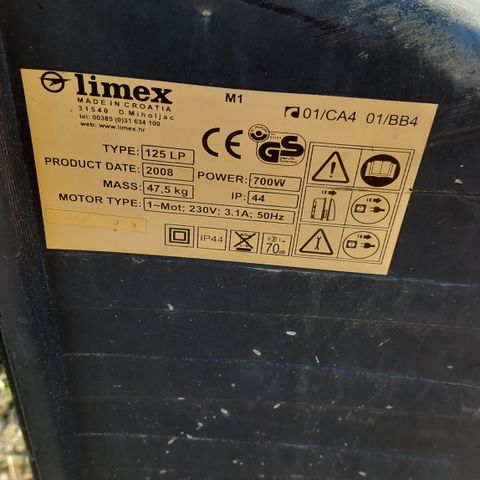 limex
M1
01/CA4 01/BB4
MADE IN CROATIA
31540 D.Miholjac
tel: 00385 (0)31 634 100
web: www.limex.hr
CE
GS
TYPE: 125 LP
PRODUCT DATE: 2008
POWER: 700W
MASS: 47,5 kg
IP: 44
MOTOR TYPE: 1~Mot; 230V; 3.1A; 50Hz
IP44
70